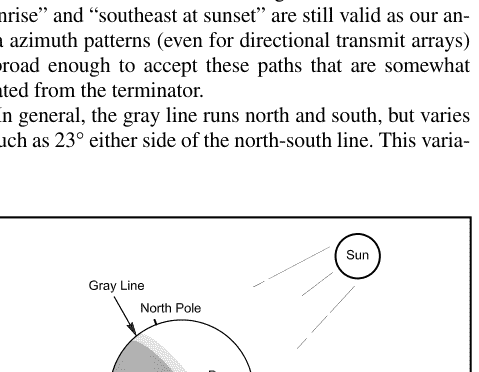 nrise” and “southeast at sunset” are still valid as our an-
azimuth patterns (even for directional transmit arrays)
broad enough to accept these paths that are somewhat
ated from the terminator.
In general, the gray line runs north and south, but varies
uch as 23° either side of the north-south line. This varia-
Sun
Gray Line
North Pole